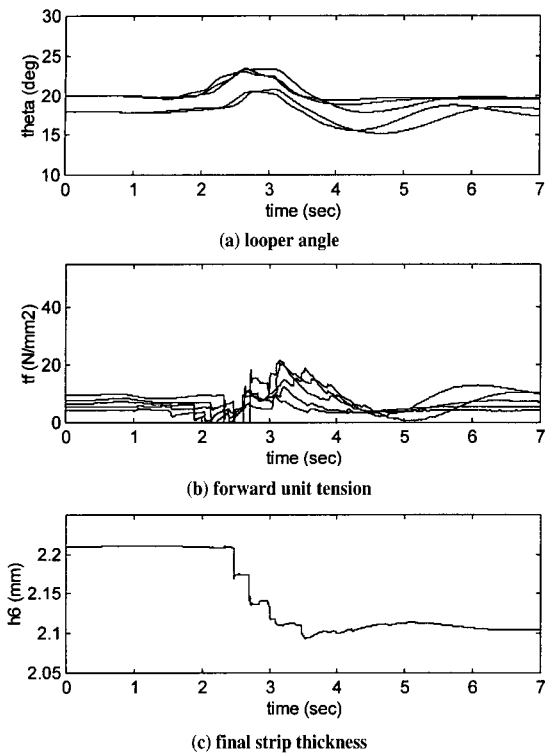 30
25
20
15
10
theta (deg)
0 1 2 3 4 5 6 7
time (sec)
(a) looper angle
40
20
0
tf (N/mm2)
0 1 2 3 4 5 6 7
time (sec)
(b) forward unit tension
2.2
2.15
2.1
2.05
h6 (mm)
0 1 2 3 4 5 6 7
time (sec)
(c) final strip thickness